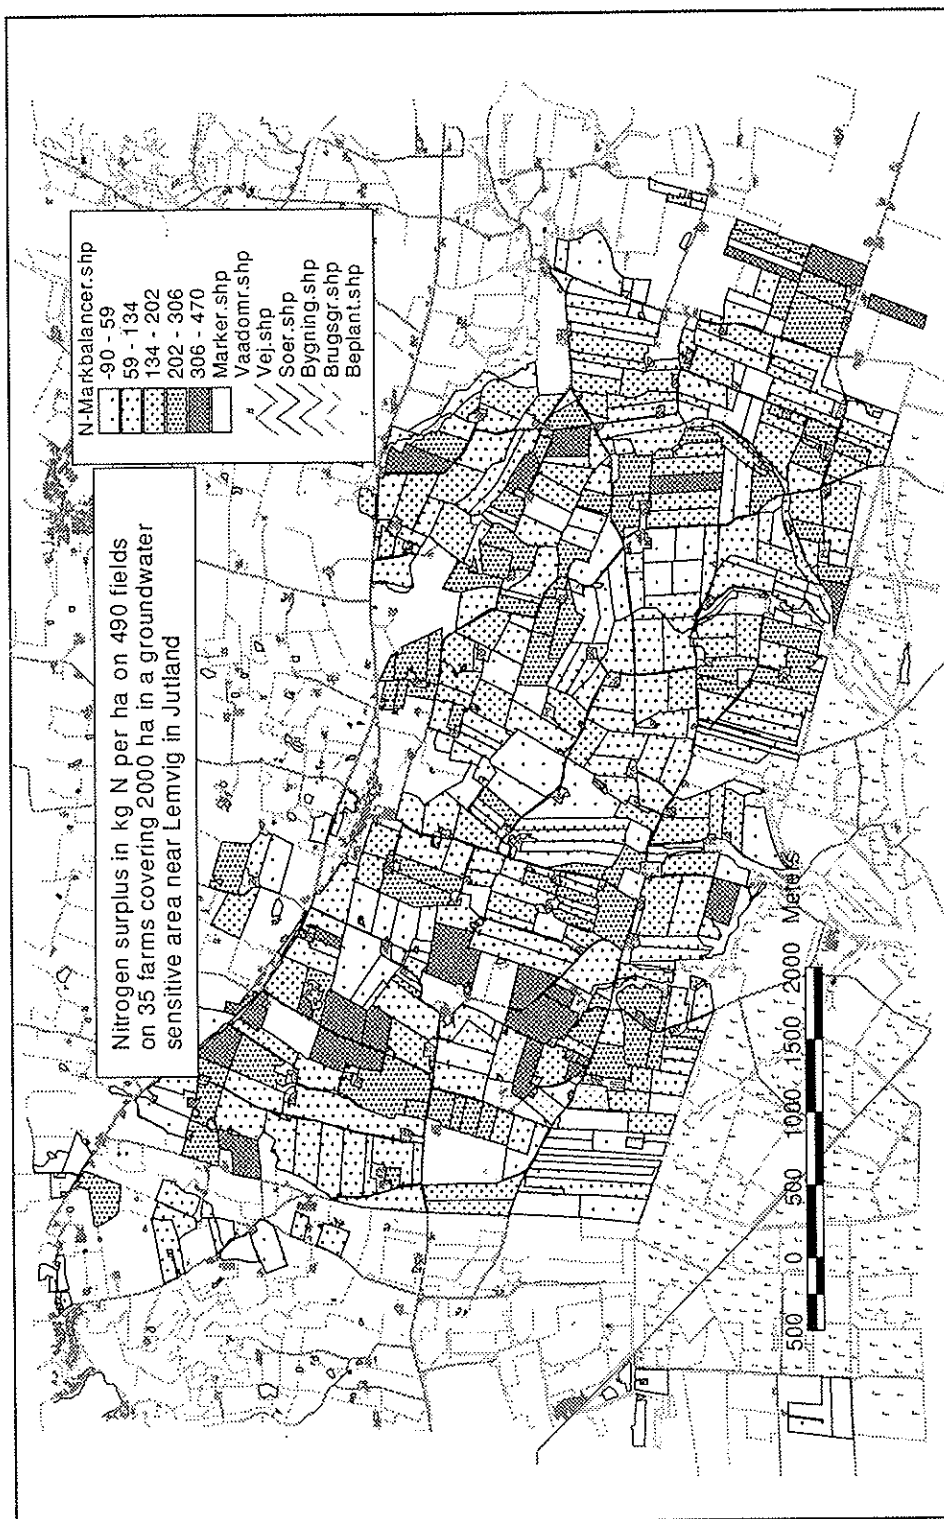 Nitrogen surplus in kg N per ha on 490 fields
on 35 farms covering 2000 ha in a groundwater
sensitive area near Lemvig in Jutland
N-Markbalancer.shp
-90 - 59
59 - 134
134 - 202
202 - 306
306 - 470
Marker.shp
Vaadomr.shp
Vej.shp
Soer.shp
Bygning.shp
Brugsgr.shp
Beplant.shp
500 0 500 1000 1500 2000 Meters